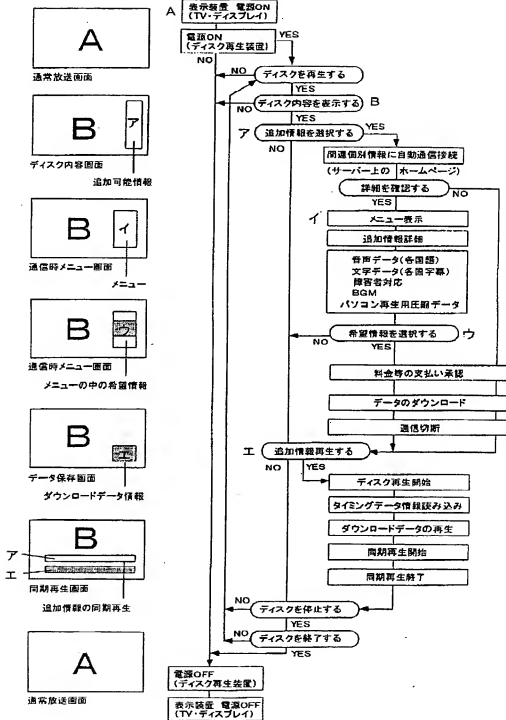 A
通常放送画面
B
ア
ディスク内容画面
追加可能情報
B
イ
通信時メニュー画面
メニュー
B
ウ
通信時メニュー画面
メニューの中の希望情報
B
エ
データ保存画面
ダウンロードデータ情報
B
ア
エ
同期再生画面
追加情報の同期再生
A
通常放送画面
A
表示装置 電源ON
(TV・ディスプレイ)
電源ON
(ディスク再生装置)
YES
NO
NO
ディスクを再生する
YES
NO
ディスク内容を表示する
B
YES
ア
追加情報を選択する
YES
NO
関連個別情報に自動通信接続
(サーバー上の ホームページ)
詳細を確認する
NO
YES
イ
メニュー表示
追加情報詳細
音声データ(各国語)
文字データ(各国字幕)
障害者対応
BGM
パソコン再生用圧縮データ
希望情報を選択する
ウ
NO
YES
料金等の支払い承認
データのダウンロード
通信切断
エ
追加情報再生する
NO
YES
ディスク再生開始
タイミングデータ情報読み込み
ダウンロードデータの再生
同期再生開始
同期再生終了
NO
ディスクを停止する
YES
NO
ディスクを終了する
YES
電源OFF
(ディスク再生装置)
表示装置 電源OFF
(TV・ディスプレイ)